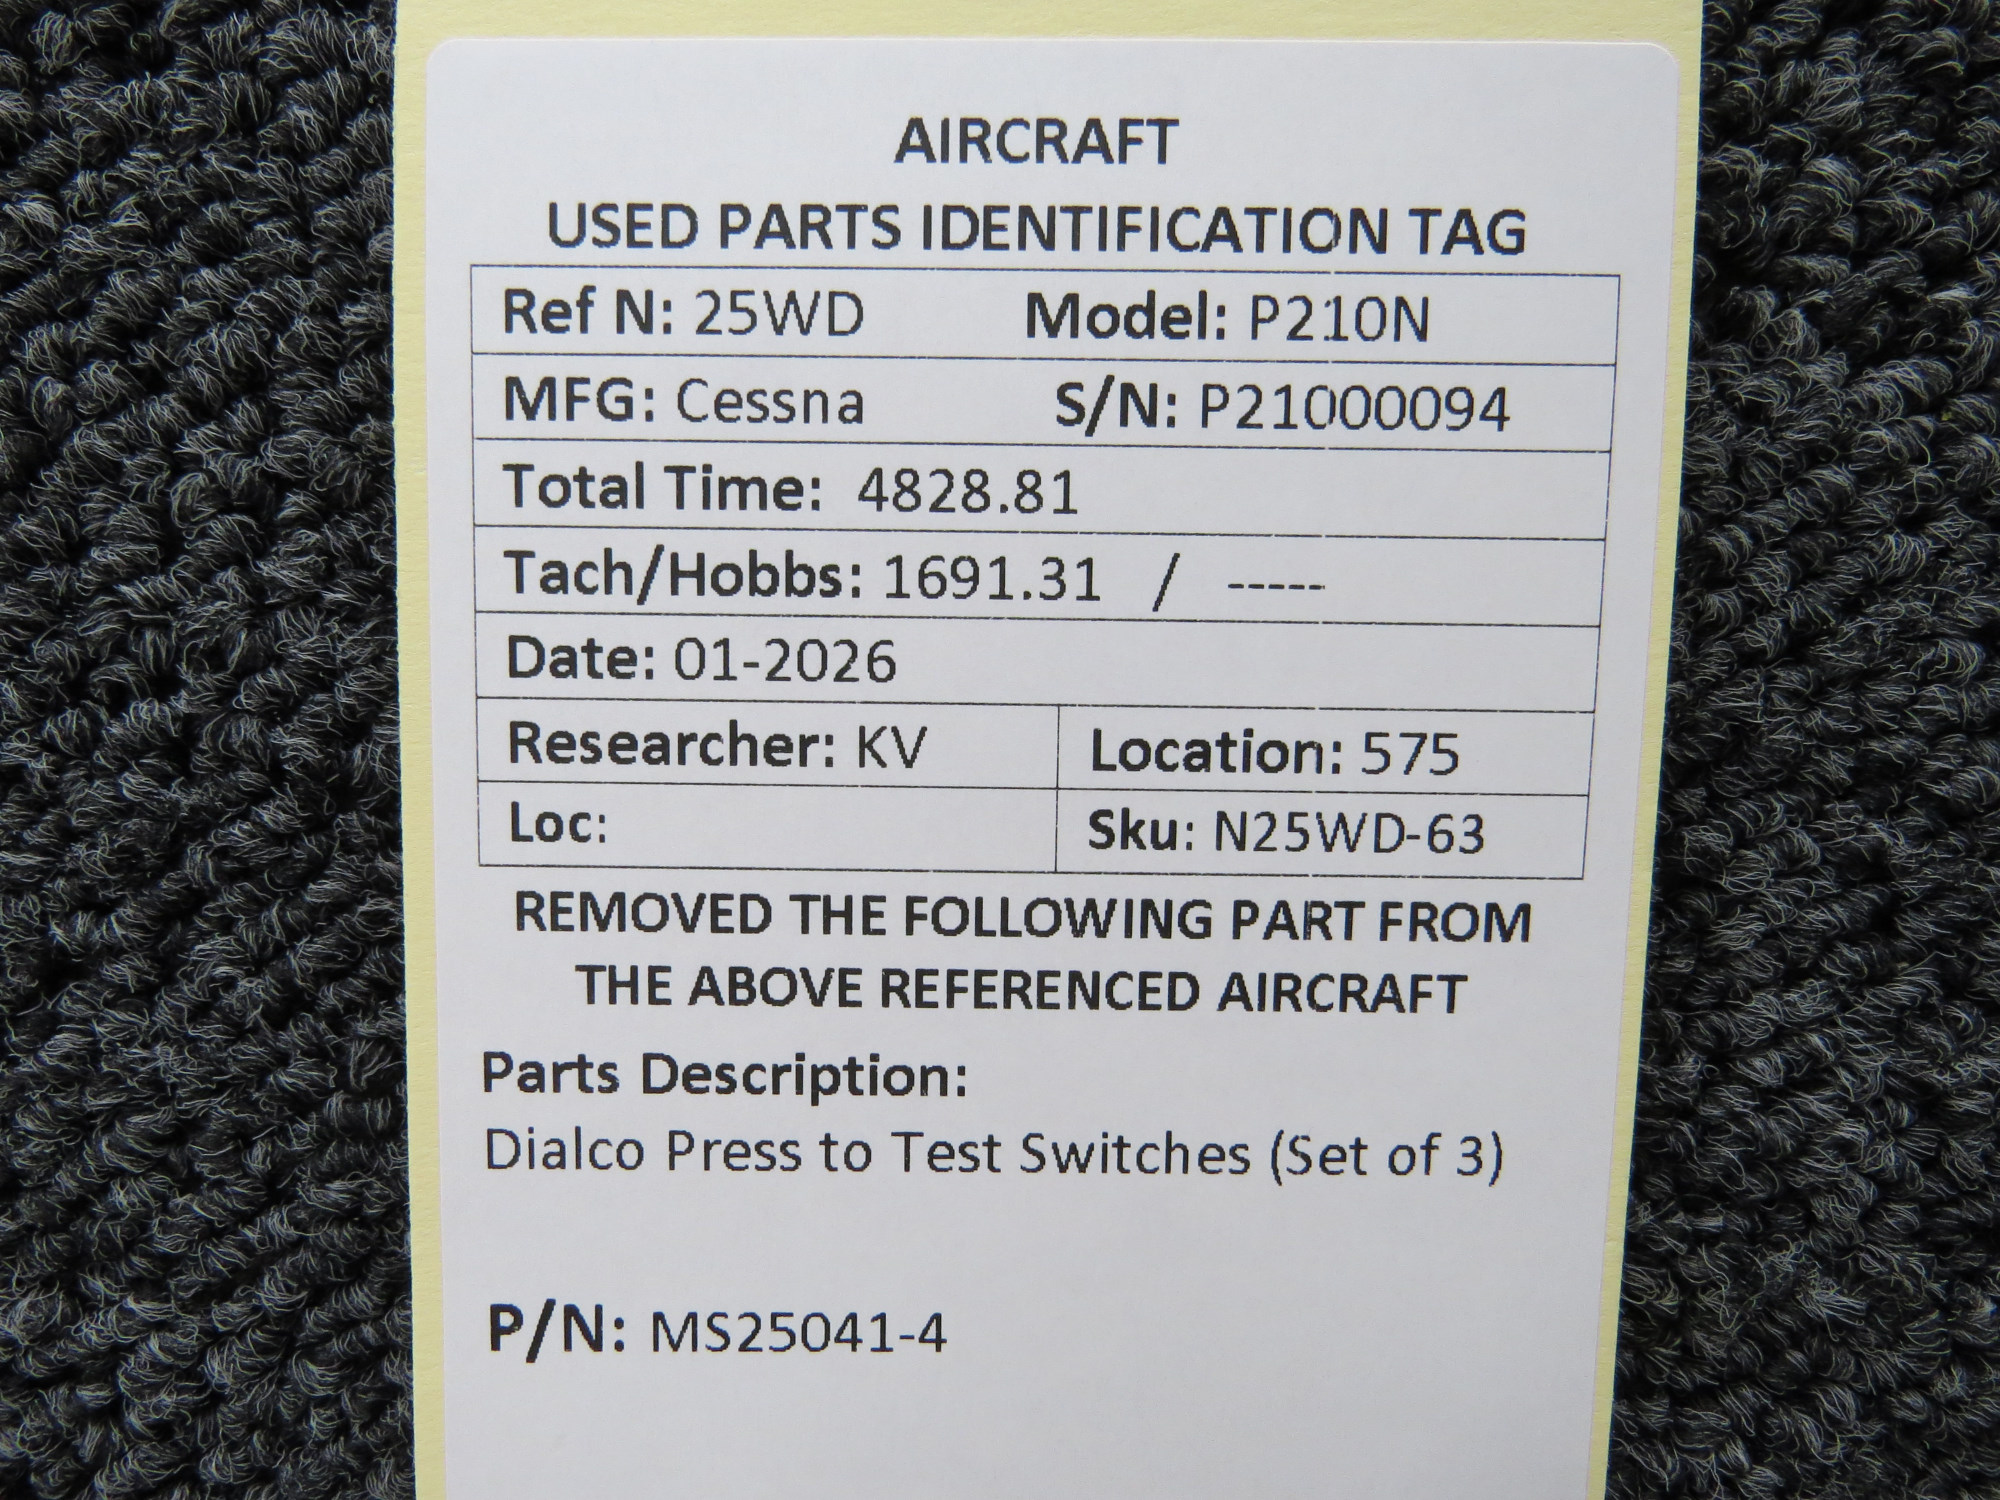 AIRCRAFT
USED PARTS IDENTIFICATION TAG
Ref N: 25WD Model: P210N
MFG: Cessna S/N: P21000094
Total Time: 4828.81
Tach/Hobbs: 1691.31 / -----
Date: 01-2026
Researcher: KV Location: 575
Loc: Sku: N25WD-63
REMOVED THE FOLLOWING PART FROM
THE ABOVE REFERENCED AIRCRAFT
Parts Description:
Dialco Press to Test Switches (Set of 3)
P/N: MS25041-4